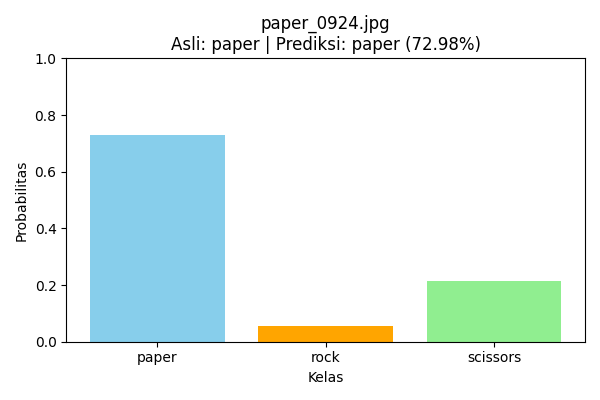 paper_0924.jpg
Asli: paper | Prediksi: paper (72.98%)
1.0
0.8
0.6
0.4
0.2
0.0
Probabilitas
paper
rock
scissors
Kelas